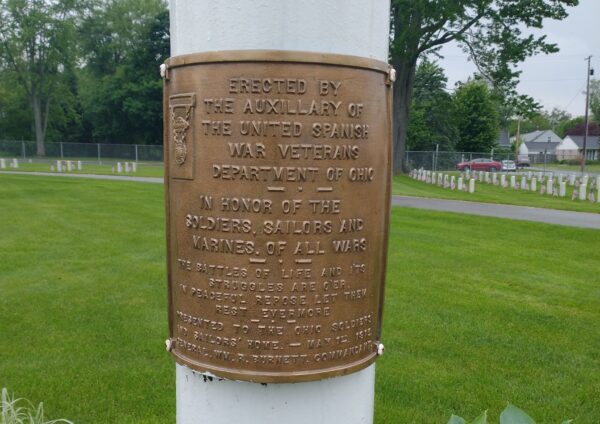 ERECTED BY
THE AUXILLARY OF
THE UNITED SPANISH
WAR VETERANS
DEPARTMENT OF OHIO
IN HONOR OF THE
SOLDIERS, SAILORS AND
MARINES, OF ALL WARS
THE BATTLES OF LIFE AND ITS
STRUGGLES ARE O'ER
IN PEACEFUL REPOSE LET THEM
REST EVERMORE
PRESENTED TO THE OHIO SOLDIERS
AND SAILORS' HOME. — MAY 14,
GENERAL, WM. R. BURNETT, COMMANDANT